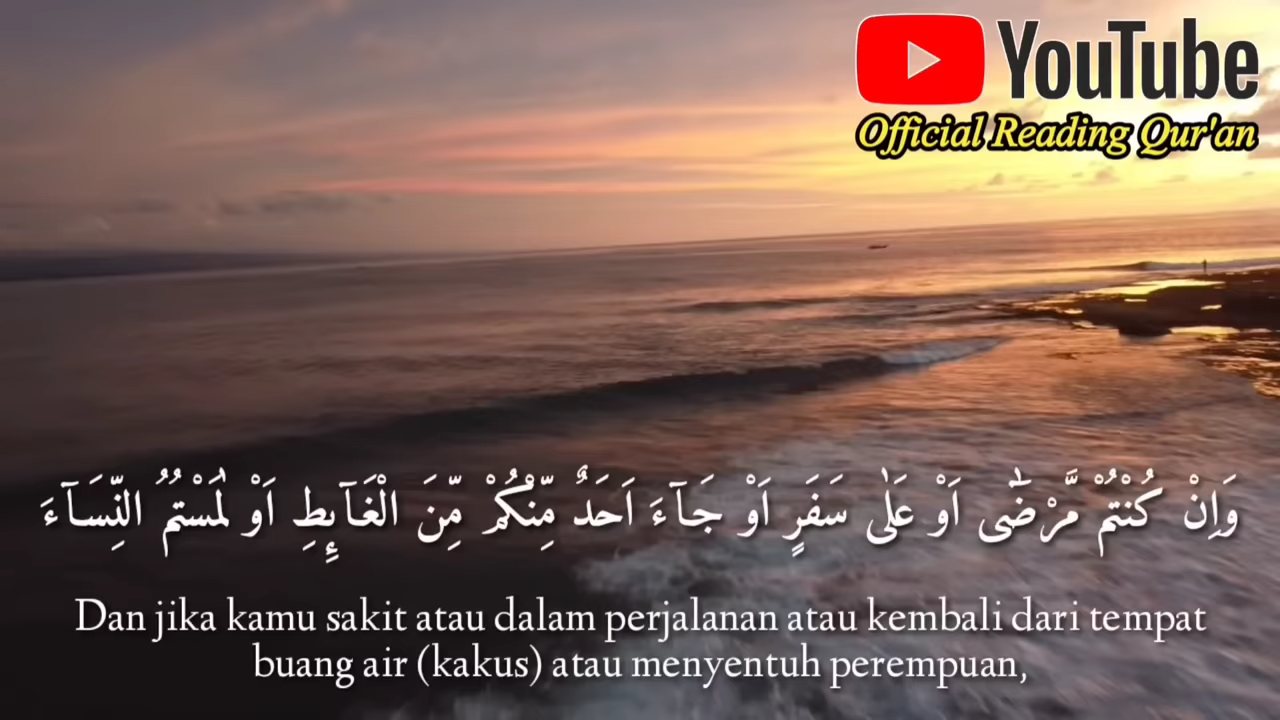 YouTube
Official Reading Qur'an
وَاِنْ كُنْتُمْ مَّرْضٰٓى اَوْ عَلٰى سَفَرٍ اَوْ جَاۤءَ اَحَدٌ مِّنْكُمْ مِّنَ الْغَاۤىِٕطِ اَوْ لٰمَسْتُمُ النِّسَاۤءَ
Dan jika kamu sakit atau dalam perjalanan atau kembali dari tempat
buang air (kakus) atau menyentuh perempuan,